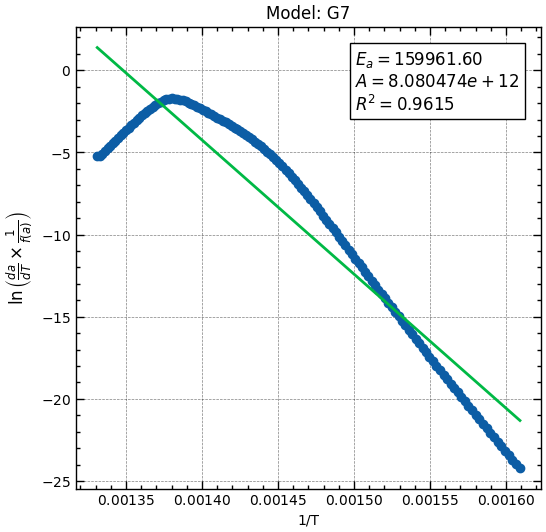 Model: G7
E_a = 159961.60
A = 8.080474e + 12
R^2 = 0.9615
0
−5
−10
−15
−20
−25
ln (da/dT × 1/f(a))
0.00135 0.00140 0.00145 0.00150 0.00155 0.00160
1/T